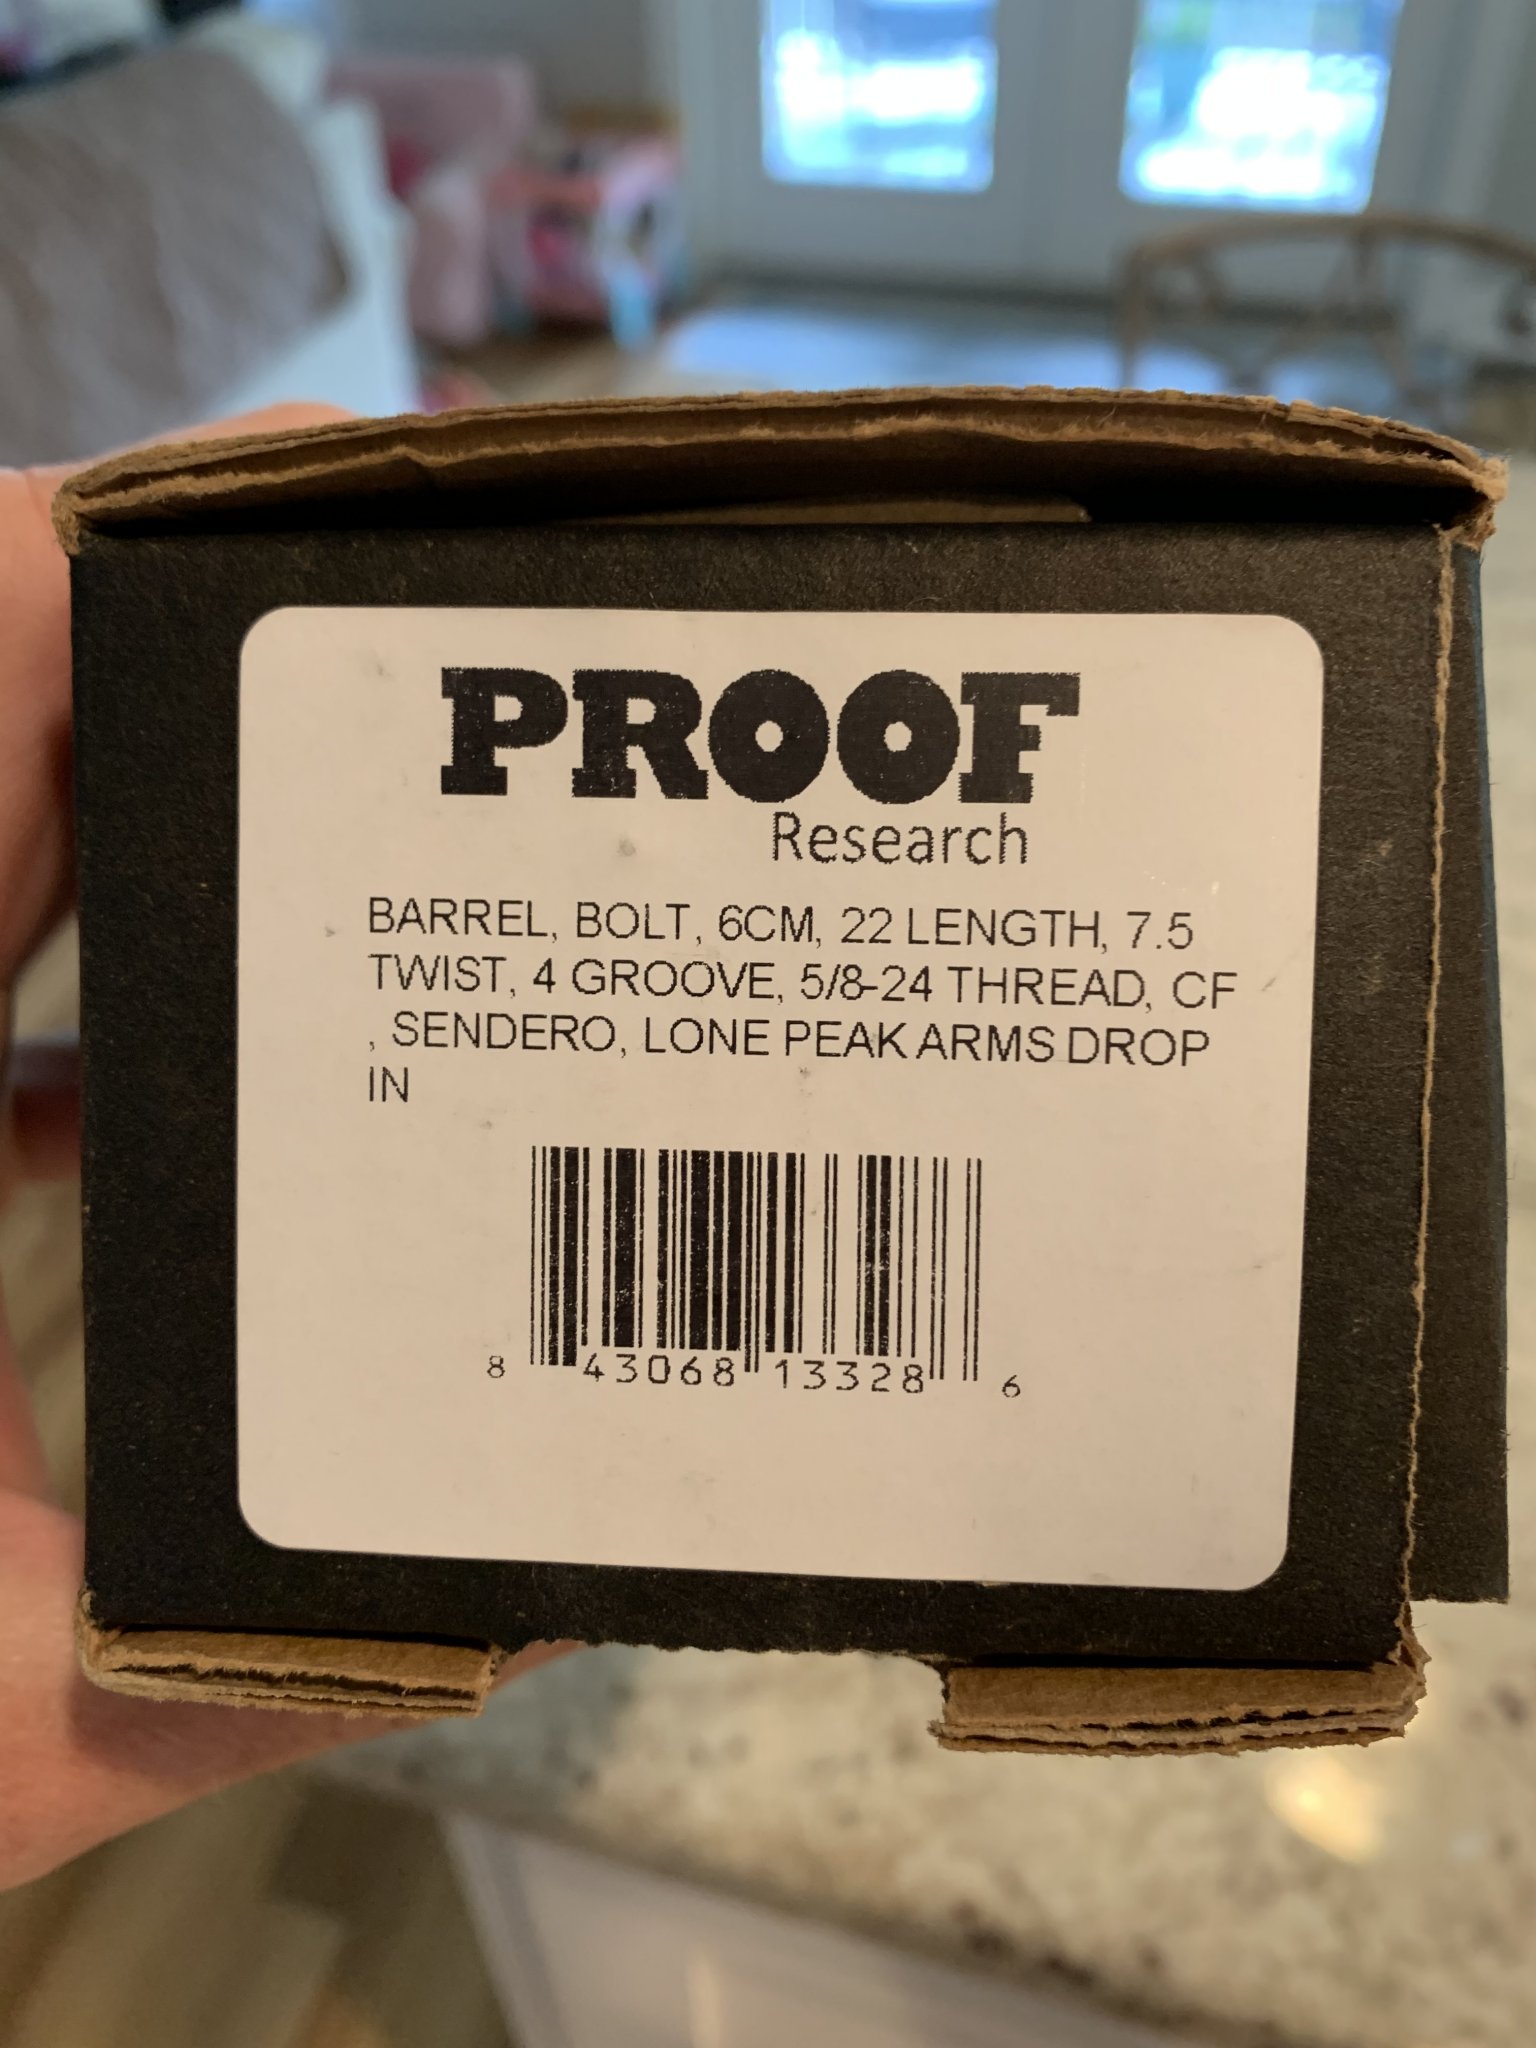 PROOF
Research
BARREL, BOLT, 6CM, 22 LENGTH, 7.5
TWIST, 4 GROOVE, 5/8-24 THREAD, CF
, SENDERO, LONE PEAK ARMS DROP
IN
8 43068 13328 6